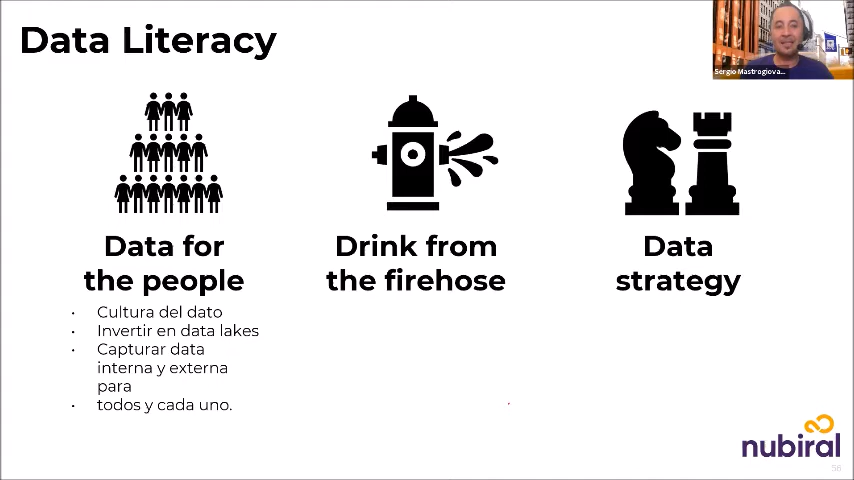 Data Literacy
Sergio Mastrogiova...
Data for
the people
Drink from
the firehose
Data
strategy
• Cultura del dato
• Invertir en data lakes
• Capturar data
interna y externa
para
• todos y cada uno.
nubiral
56